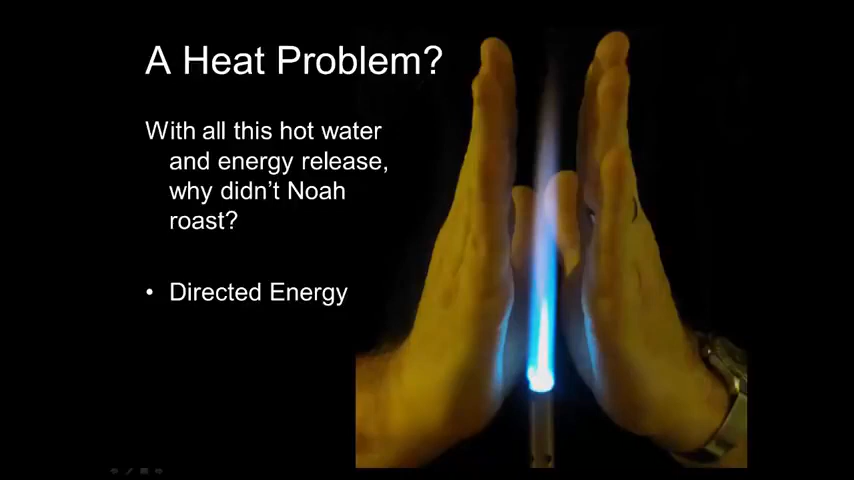 A Heat Problem?
With all this hot water
and energy release,
why didn’t Noah
roast?
• Directed Energy